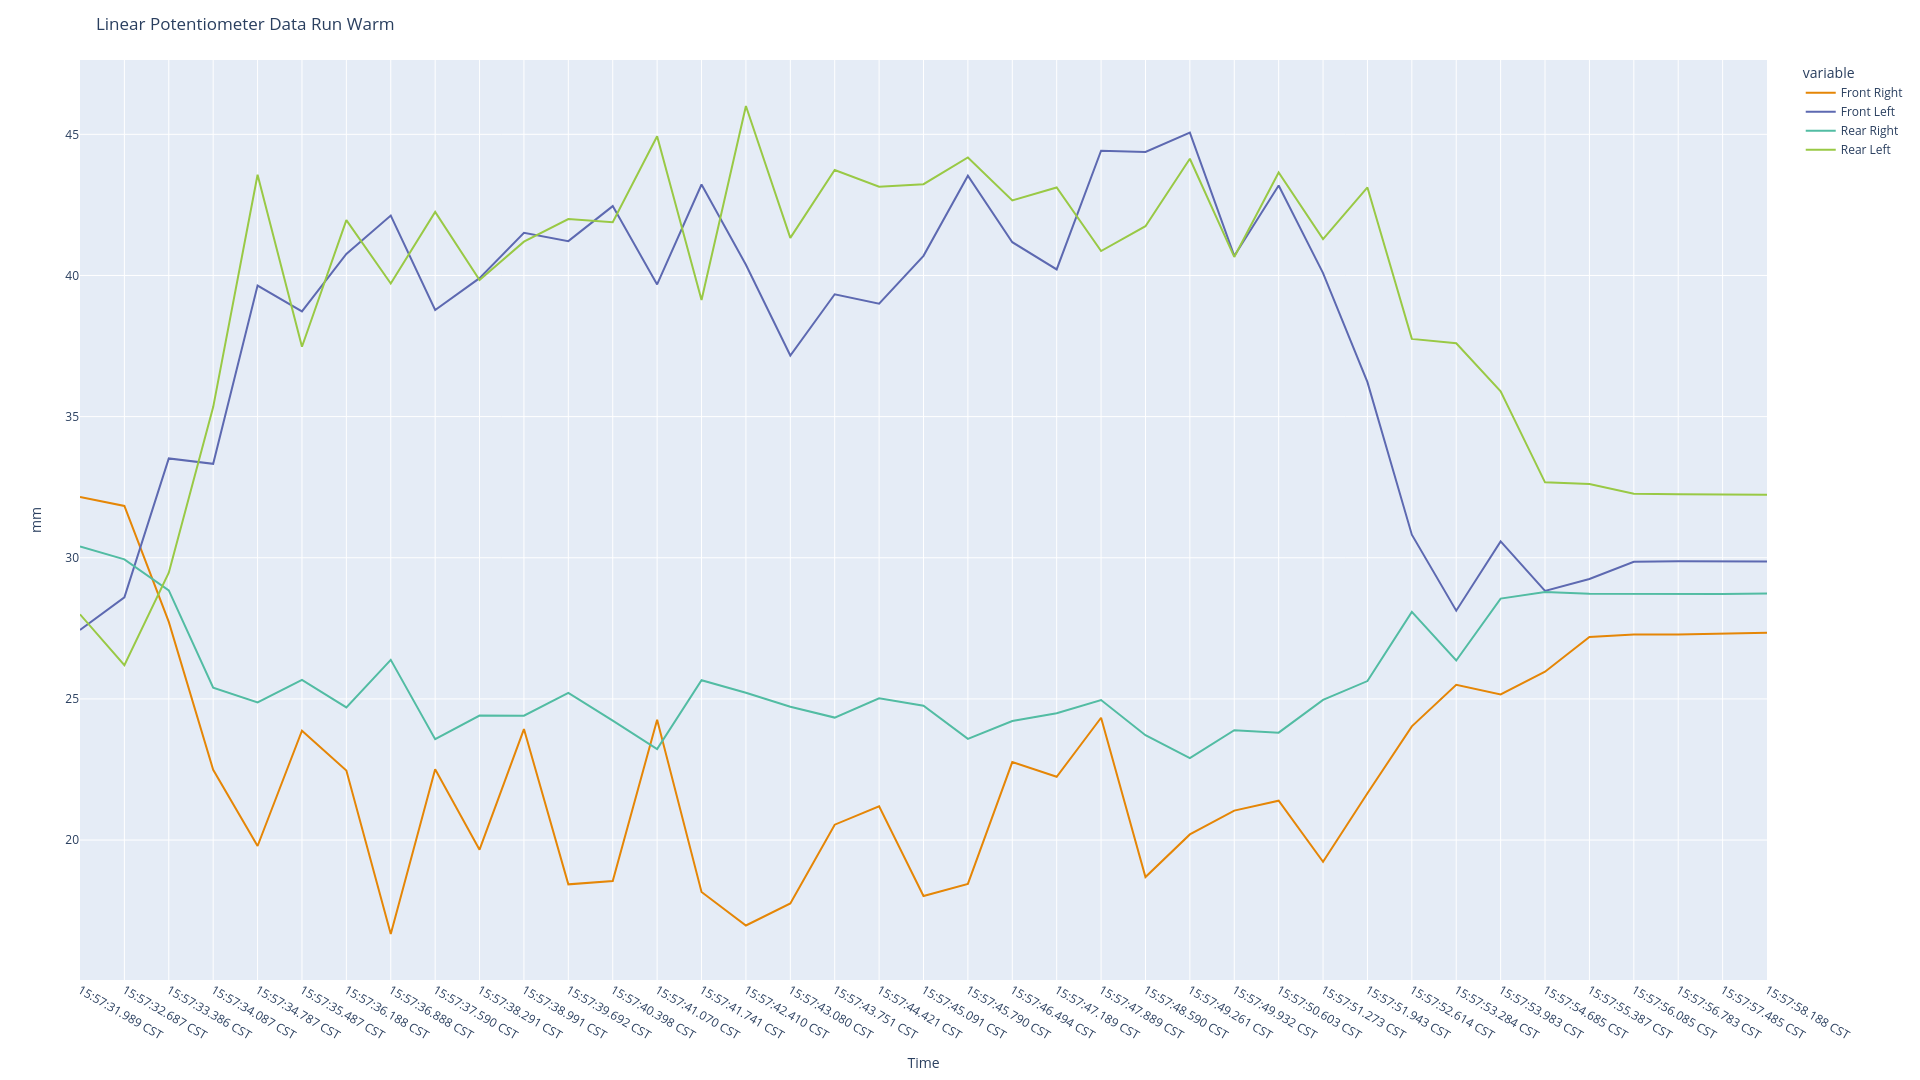 Linear Potentiometer Data Run Warm
variable
Front Right
Front Left
Rear Right
Rear Left
45
40
35
30
25
20
mm
15:57:31.989 CST
15:57:32.687 CST
15:57:33.386 CST
15:57:34.087 CST
15:57:34.787 CST
15:57:35.487 CST
15:57:36.188 CST
15:57:36.888 CST
15:57:37.590 CST
15:57:38.291 CST
15:57:38.991 CST
15:57:39.692 CST
15:57:40.398 CST
15:57:41.070 CST
15:57:41.741 CST
15:57:42.410 CST
15:57:43.080 CST
15:57:43.751 CST
15:57:44.421 CST
15:57:45.091 CST
15:57:45.790 CST
15:57:46.494 CST
15:57:47.189 CST
15:57:47.889 CST
15:57:48.590 CST
15:57:49.267 CST
15:57:49.932 CST
15:57:50.603 CST
15:57:51.273 CST
15:57:51.943 CST
15:57:52.614 CST
15:57:53.284 CST
15:57:53.983 CST
15:57:54.685 CST
15:57:55.387 CST
15:57:56.085 CST
15:57:56.783 CST
15:57:57.485 CST
15:57:58.188 CST
Time